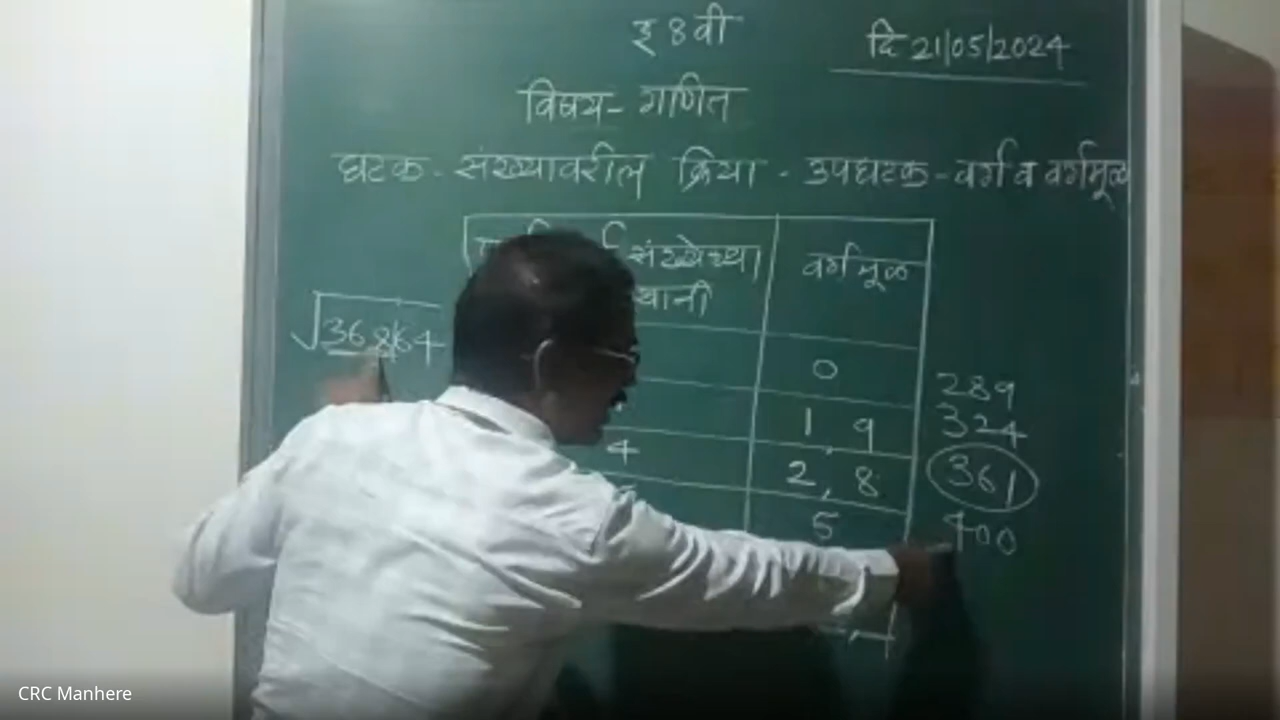 इ 8 वी
दि 21/05/2024
विषय - गणित
घटक - संख्यावरील क्रिया - उपघटक - वर्ग व वर्गमूळ
संख्येच्या
वर्गमूळ
√36864
0
1, 9
4
2, 8
5
289
324
361
400
CRC Manhere